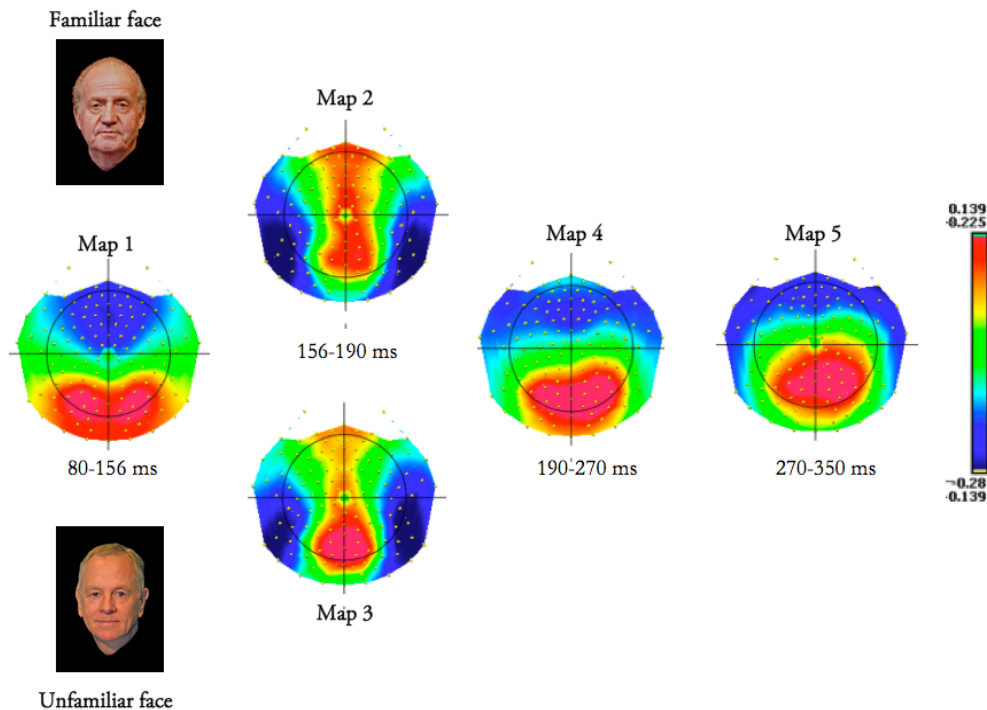 Familiar face
Map 2
Map 1
Map 4
Map 5
156-190 ms
80-156 ms
190-270 ms
270-350 ms
Map 3
Unfamiliar face
0.139
0.225
-0.28
0.139